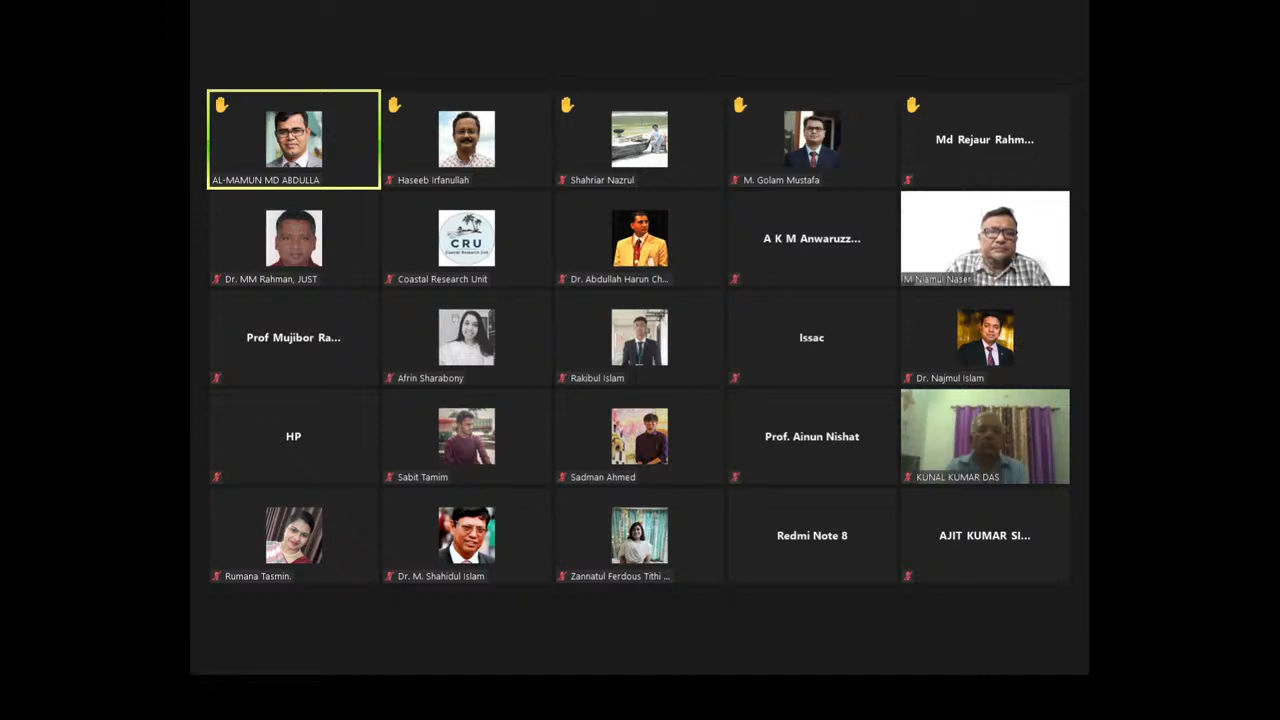 Md Rejaur Rahm...
AL-MAMUN MD ABDULLA
Haseeb Irfanullah
Shahriar Nazrul
M. Golam Mustafa
CRU
Coastal Research Unit
A K M Anwaruzz...
Dr. MM Rahman, JUST
Coastal Research Unit
Dr. Abdullah Harun Ch...
M Niamul Naser
Prof Mujibor Ra...
Issac
Afrin Sharabony
Rakibul Islam
Dr. Najmul Islam
HP
Prof. Ainun Nishat
Sabit Tamim
Sadman Ahmed
KUNAL KUMAR DAS
Redmi Note 8
AJIT KUMAR SI...
Rumana Tasmin.
Dr. M. Shahidul Islam
Zannatul Ferdous Tithi ...